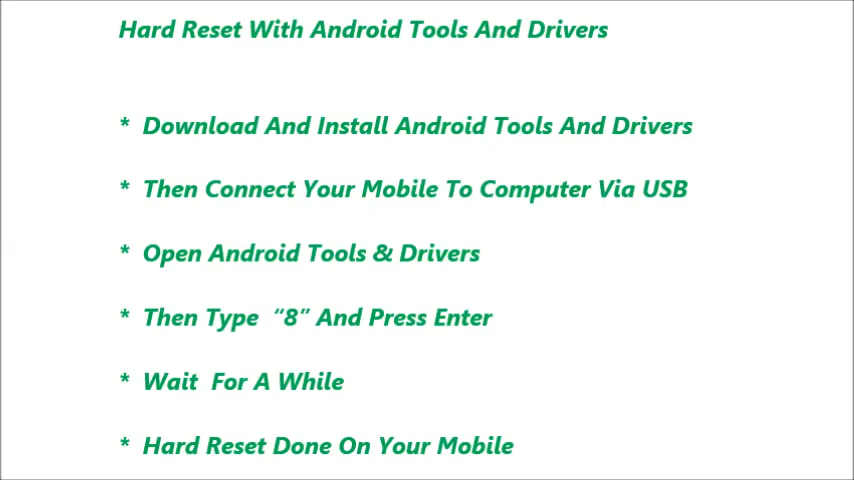 Hard Reset With Android Tools And Drivers
* Download And Install Android Tools And Drivers
* Then Connect Your Mobile To Computer Via USB
* Open Android Tools & Drivers
* Then Type “8” And Press Enter
* Wait For A While
* Hard Reset Done On Your Mobile